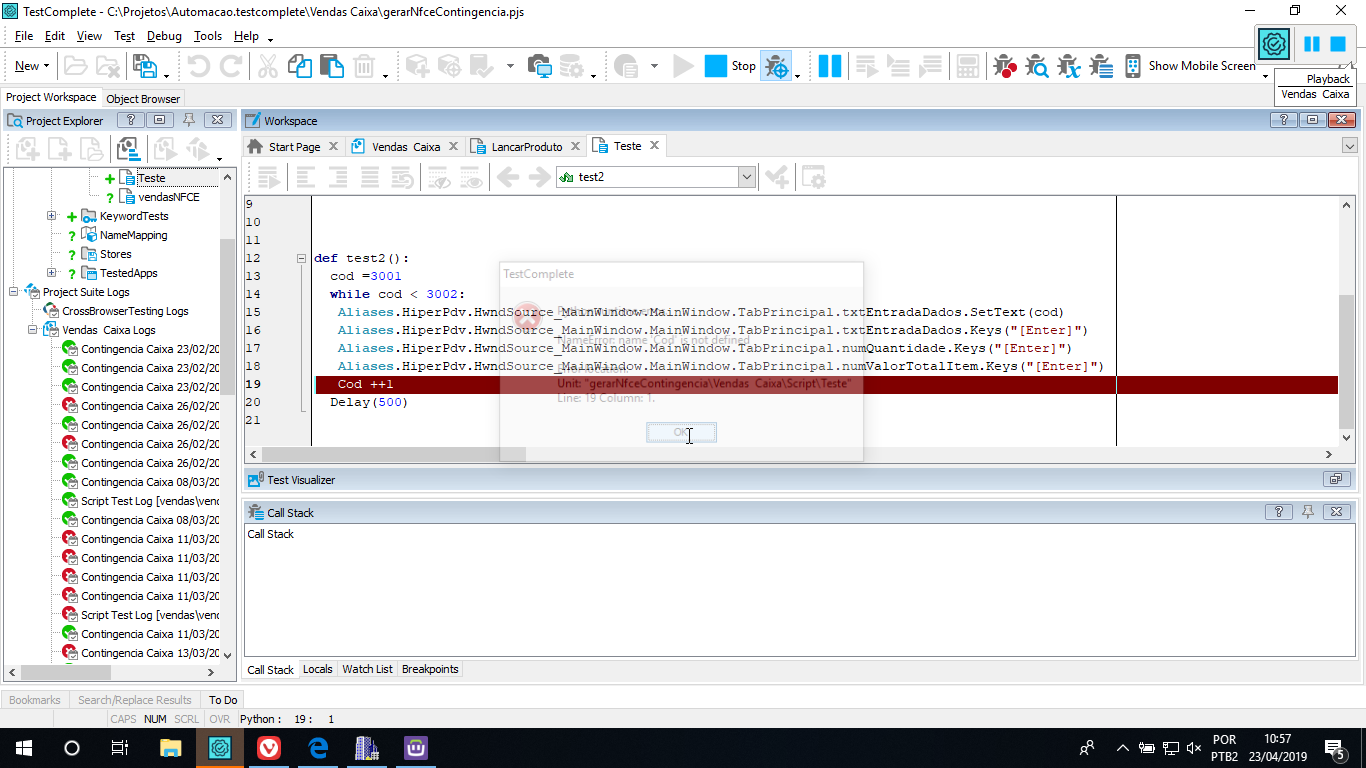 TestComplete - C:\Projetos\Automacao.testcomplete\Vendas Caixa\gerarNfceContingencia.pjs
File Edit View Test Debug Tools Help
New Stop Show Mobile Screen
Playback
Vendas Caixa
Project Workspace Object Browser
Project Explorer
Workspace
Start Page Vendas Caixa LancarProduto Teste
test2
Teste
vendasNFCE
KeywordTests
NameMapping
Stores
TestedApps
Project Suite Logs
CrossBrowserTesting Logs
Vendas Caixa Logs
Contingencia Caixa 23/02/20
Contingencia Caixa 23/02/20
Contingencia Caixa 23/02/20
Contingencia Caixa 26/02/20
Contingencia Caixa 26/02/20
Contingencia Caixa 26/02/20
Contingencia Caixa 26/02/20
Contingencia Caixa 08/03/20
Script Test Log [vendas\vend
Contingencia Caixa 08/03/20
Contingencia Caixa 11/03/20
Contingencia Caixa 11/03/20
Contingencia Caixa 11/03/20
Contingencia Caixa 11/03/20
Script Test Log [vendas\vend
Contingencia Caixa 11/03/20
Contingencia Caixa 13/03/20
9
10
11
12 def test2():
13 cod =3001
14 while cod < 3002:
15 Aliases.HiperPdv.HwndSource_MainWindow.MainWindow.TabPrincipal.txtEntradaDados.SetText(cod)
16 Aliases.HiperPdv.HwndSource_MainWindow.MainWindow.TabPrincipal.txtEntradaDados.Keys("[Enter]")
17 Aliases.HiperPdv.HwndSource_MainWindow.MainWindow.TabPrincipal.numQuantidade.Keys("[Enter]")
18 Aliases.HiperPdv.HwndSource_MainWindow.MainWindow.TabPrincipal.numValorTotalItem.Keys("[Enter]")
19 Cod ++1
20 Delay(500)
21
TestComplete
NameError: name 'Cod' is not defined
Error location:
Unit: "gerarNfceContingencia\Vendas Caixa\Script\Teste"
Line: 19 Column: 1.
OK
Test Visualizer
Call Stack
Call Stack
Call Stack Locals Watch List Breakpoints
Bookmarks Search/Replace Results To Do
CAPS NUM SCRL OVR Python : 19 : 1
POR
PTB2
10:57
23/04/2019
5